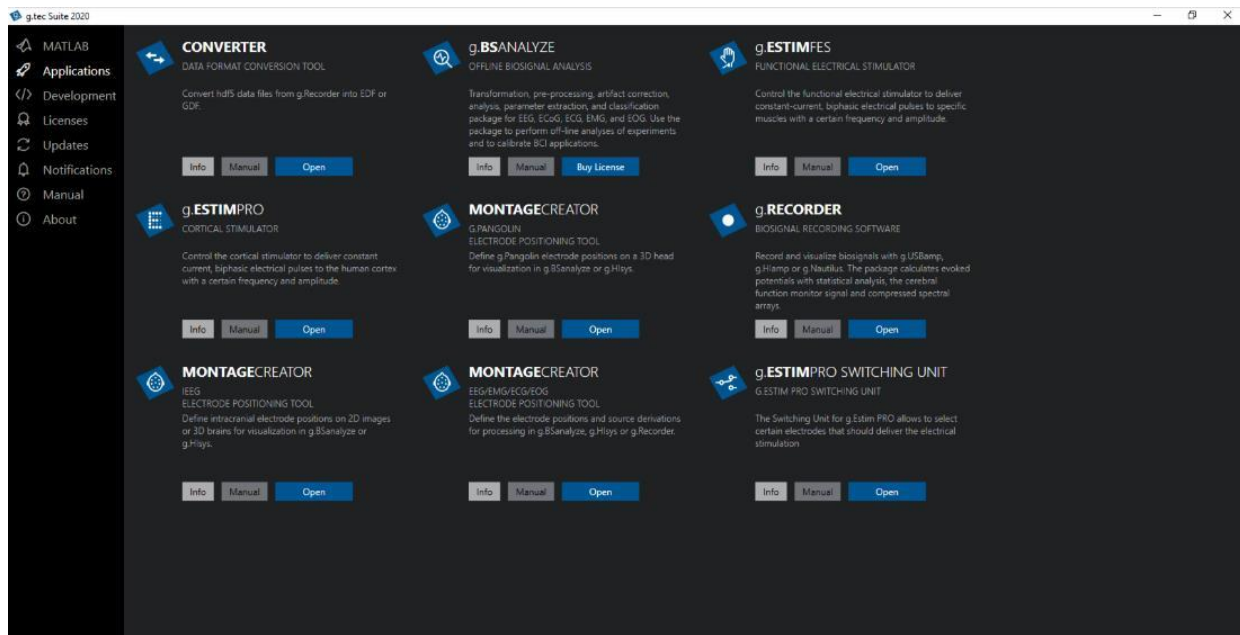 g.tec Suite 2020
MATLAB
Applications
Development
Licenses
Updates
Notifications
Manual
About
CONVERTER
DATA FORMAT CONVERSION TOOL
Convert hdf5 data files from g.Recorder into EDF or
GDF.
Info Manual Open
g.BSANALYZE
OFFLINE BIOSIGNAL ANALYSIS
Transformation, pre-processing, artifact correction,
analysis, parameter extraction, and classification
package for EEG, ECoG, ECG, EMG, and EOG. Use the
package to perform off-line analyses of experiments
and to calibrate BCI applications.
Info Manual Buy License
g.ESTIMFES
FUNCTIONAL ELECTRICAL STIMULATOR
Control the functional electrical stimulator to deliver
constant-current, biphasic electrical pulses to specific
muscles with a certain frequency and amplitude.
Info Manual Open
g.ESTIMPRO
CORTICAL STIMULATOR
Control the cortical stimulator to deliver constant
current, biphasic electrical pulses to the human cortex
with a certain frequency and amplitude.
Info Manual Open
MONTAGECREATOR
G.PANGOLIN
ELECTRODE POSITIONING TOOL
Define g.Pangolin electrode positions on a 3D head
for visualization in g.BSanalyze or g.HIsys.
Info Manual Open
g.RECORDER
BIOSIGNAL RECORDING SOFTWARE
Record and visualize biosignals with g.USBamp,
g.HIamp or g.Nautilus. The package calculates evoked
potentials with statistical analysis, the cerebral
function monitor signal and compressed spectral
arrays.
Info Manual Open
MONTAGECREATOR
IEEG
ELECTRODE POSITIONING TOOL
Define intracranial electrode positions on 2D images
or 3D brains for visualization in g.BSanalyze or
g.HIsys.
Info Manual Open
MONTAGECREATOR
EEG/EMG/ECG/EOG
ELECTRODE POSITIONING TOOL
Define the electrode positions and source derivations
for processing in g.BSanalyze, g.HIsys or g.Recorder.
Info Manual Open
g.ESTIMPRO SWITCHING UNIT
G.ESTIM PRO SWITCHING UNIT
The Switching Unit for g.Estim PRO allows to select
certain electrodes that should deliver the electrical
stimulation
Info Manual Open